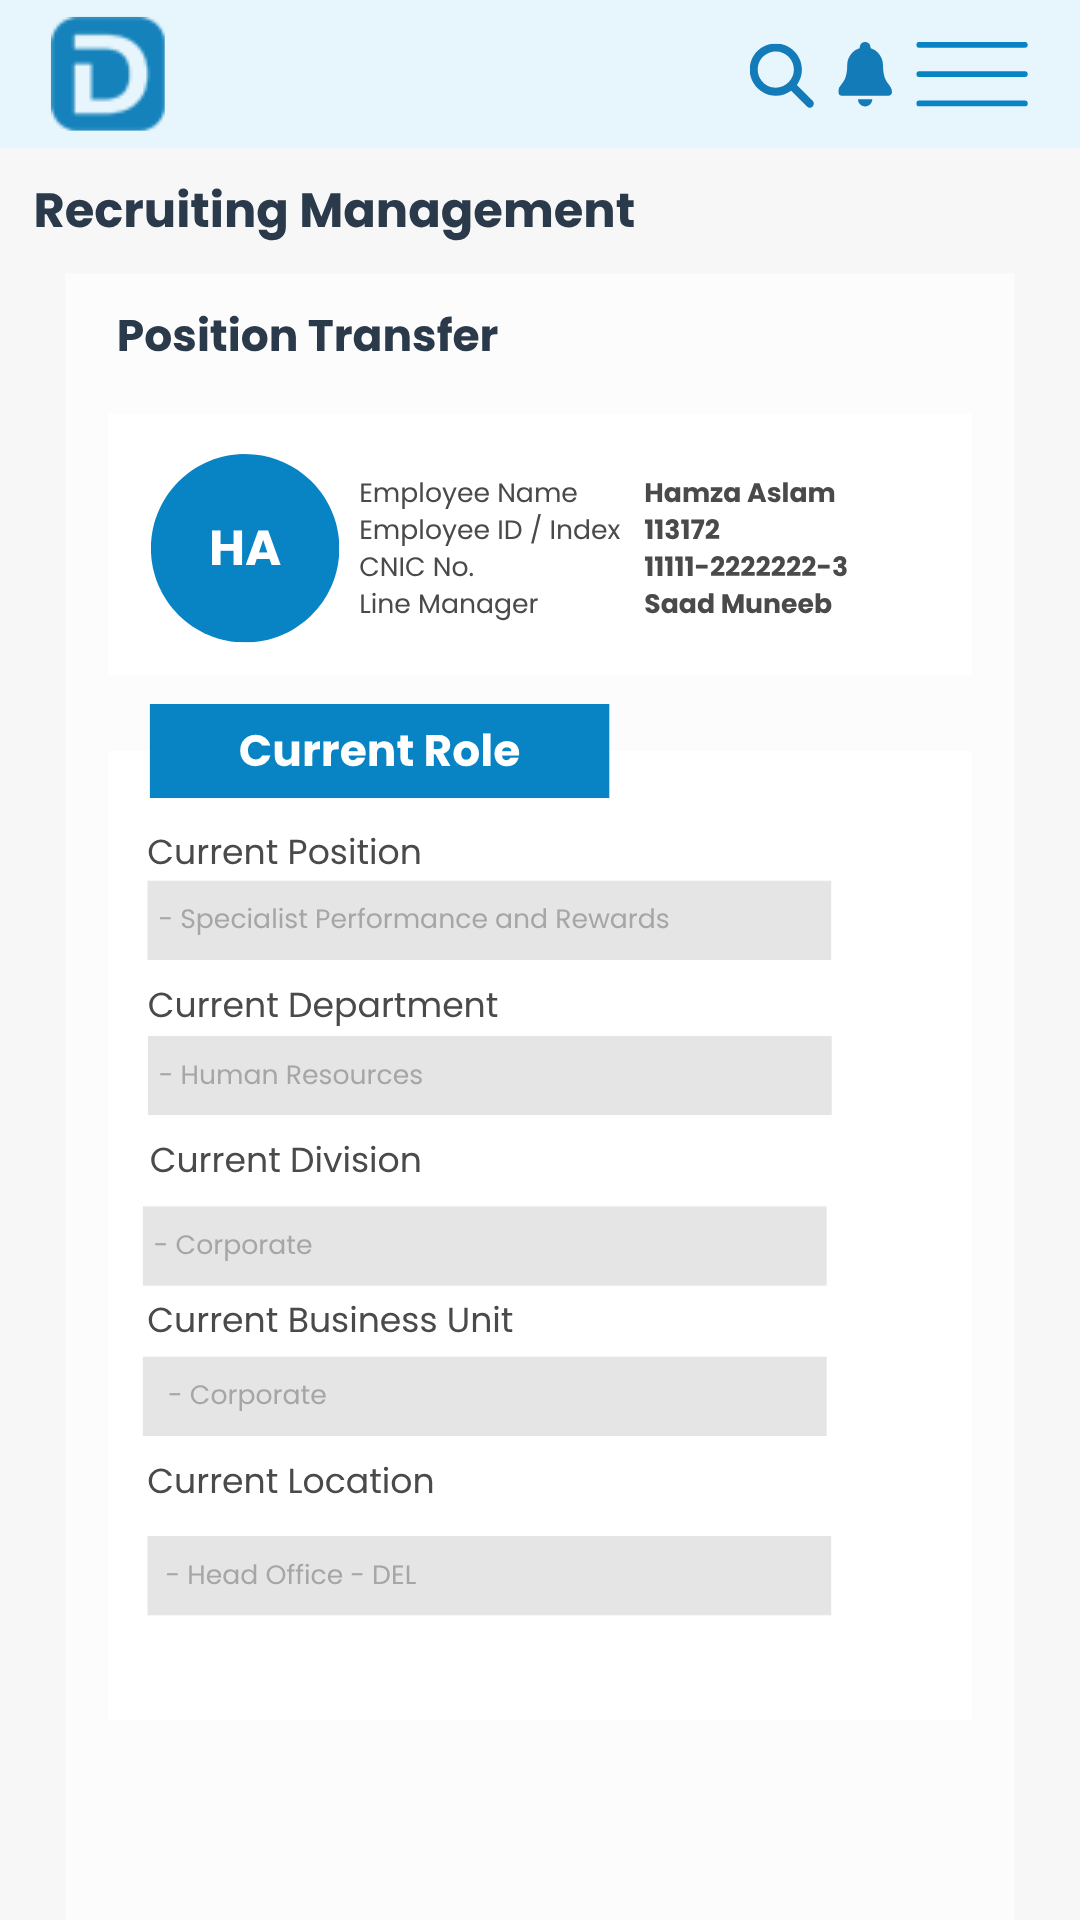 D
Recruiting Management
Position Transfer
HA
Employee Name Hamza Aslam
Employee ID / Index 113172
CNIC No. 11111-2222222-3
Line Manager Saad Muneeb
Current Role
Current Position
- Specialist Performance and Rewards
Current Department
- Human Resources
Current Division
- Corporate
Current Business Unit
- Corporate
Current Location
- Head Office - DEL